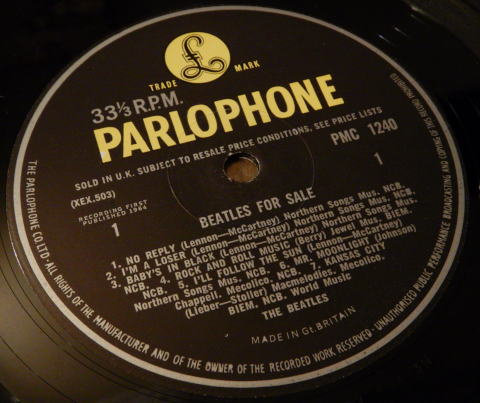 £
TRADE MARK
33⅓ R.P.M.
PARLOPHONE
SOLD IN U.K. SUBJECT TO RESALE PRICE CONDITIONS, SEE PRICE LISTS
(XEX.503)
PMC 1240
RECORDING FIRST
PUBLISHED 1964
1
1
BEATLES FOR SALE
1. NO REPLY (Lennon—McCartney) Northern Songs Mus. NCB.
2. I'M A LOSER (Lennon—McCartney) Northern Songs Mus. NCB.
3. BABY'S IN BLACK (Lennon—McCartney) Northern Songs Mus.
NCB. 4. ROCK AND ROLL MUSIC (Berry) Jewel Mus. BIEM.
NCB. 5. I'LL FOLLOW THE SUN (Lennon—McCartney)
Northern Songs Mus. NCB. 6. MR. MOONLIGHT (Johnson)
Chappell, Mecolico. NCB. 7. KANSAS CITY
(Lieber—Stoller) Macmelodies, Mecolico.
BIEM. NCB. World Music
THE BEATLES
MADE IN Gt. BRITAIN
THE PARLOPHONE CO. LTD - ALL RIGHTS OF THE MANUFACTURER AND OF THE OWNER OF THE RECORDED WORK RESERVED - UNAUTHORISED PUBLIC PERFORMANCE BROADCASTING AND COPYING OF THIS RECORD PROHIBITED